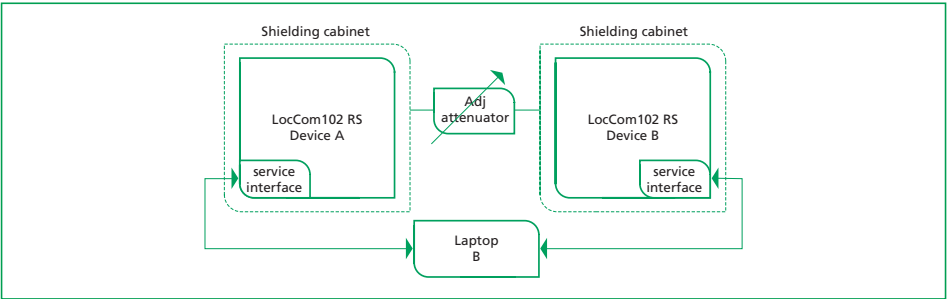 Shielding cabinet
Shielding cabinet
LocCom102 RS
Device A
service
interface
Adj
attenuator
LocCom102 RS
Device B
service
interface
Laptop
B